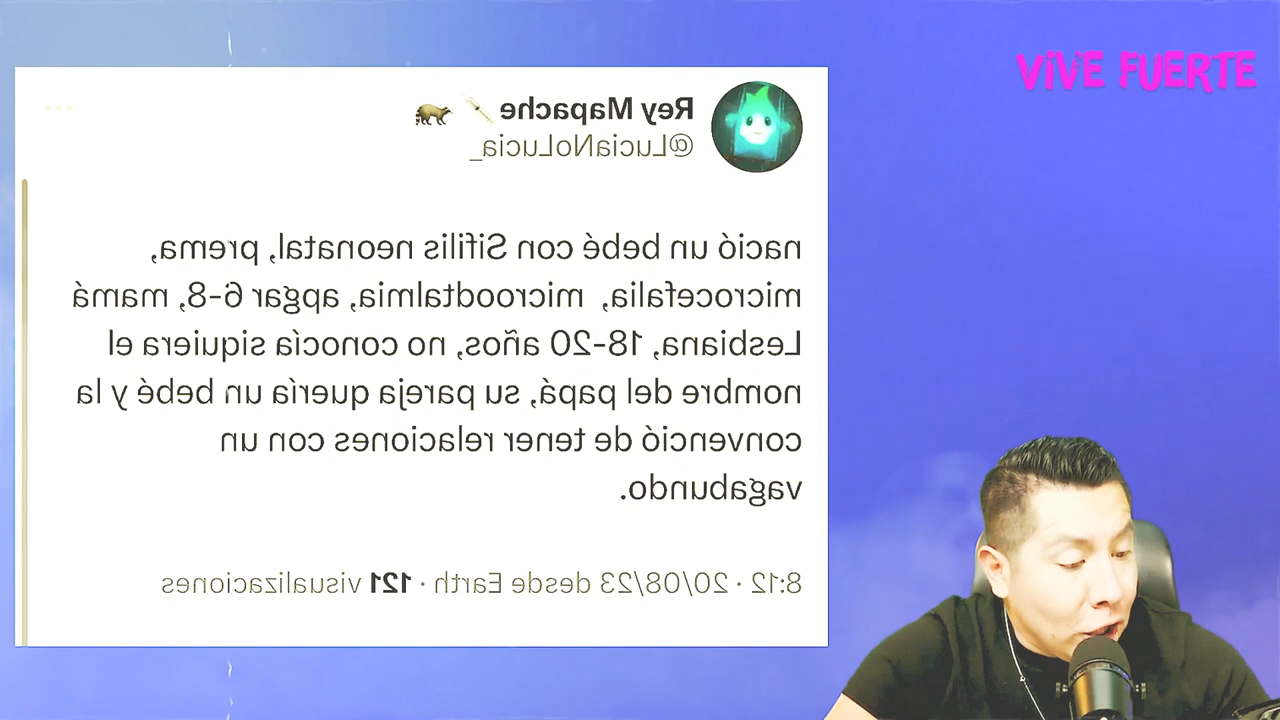 VIVE FUERTE
Rey Mapache
@LuciaNoLucia_
nació un bebé con Sifilis neonatal, prema,
microcefalia, microodtalmia, apgar 6-8, mamá
Lesbiana, 18-20 años, no conocía siquiera el
nombre del papá, su pareja quería un bebé y la
convenció de tener relaciones con un
vagabundo.
8:12 · 20/08/23 desde Earth · 121 visualizaciones